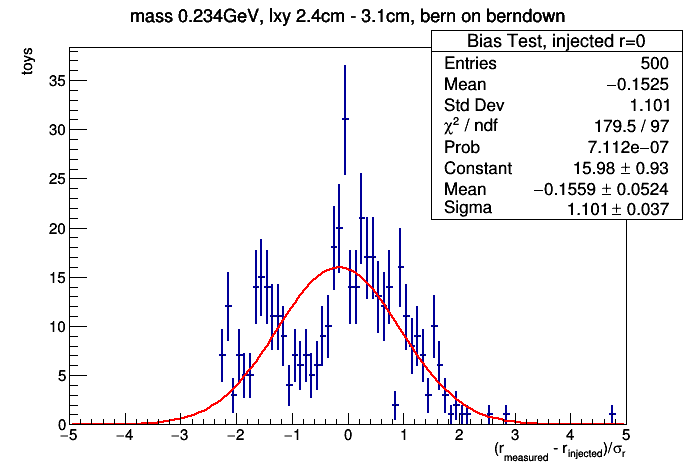 mass 0.234GeV, lxy 2.4cm - 3.1cm, bern on berndown
Bias Test, injected r=0
Entries 500
Mean −0.1525
Std Dev 1.101
χ² / ndf 179.5 / 97
Prob 7.112e−07
Constant 15.98 ± 0.93
Mean −0.1559 ± 0.0524
Sigma 1.101 ± 0.037
toys
35
30
25
20
15
10
5
0
−5 −4 −3 −2 −1 0 1 2 3 4 5
(r_measured - r_injected)/σ_r